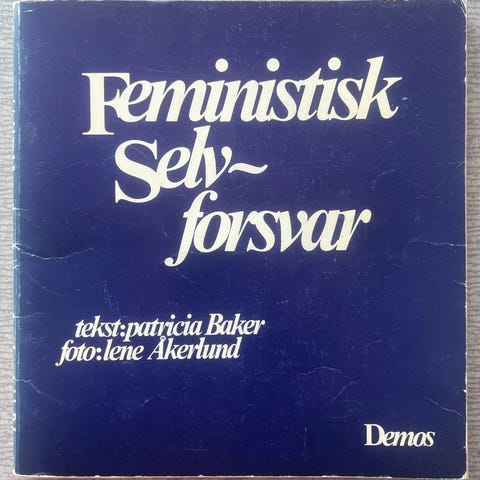 Feministisk
Selv~
forsvar
tekst:patricia Baker
foto:lene Åkerlund
Demos